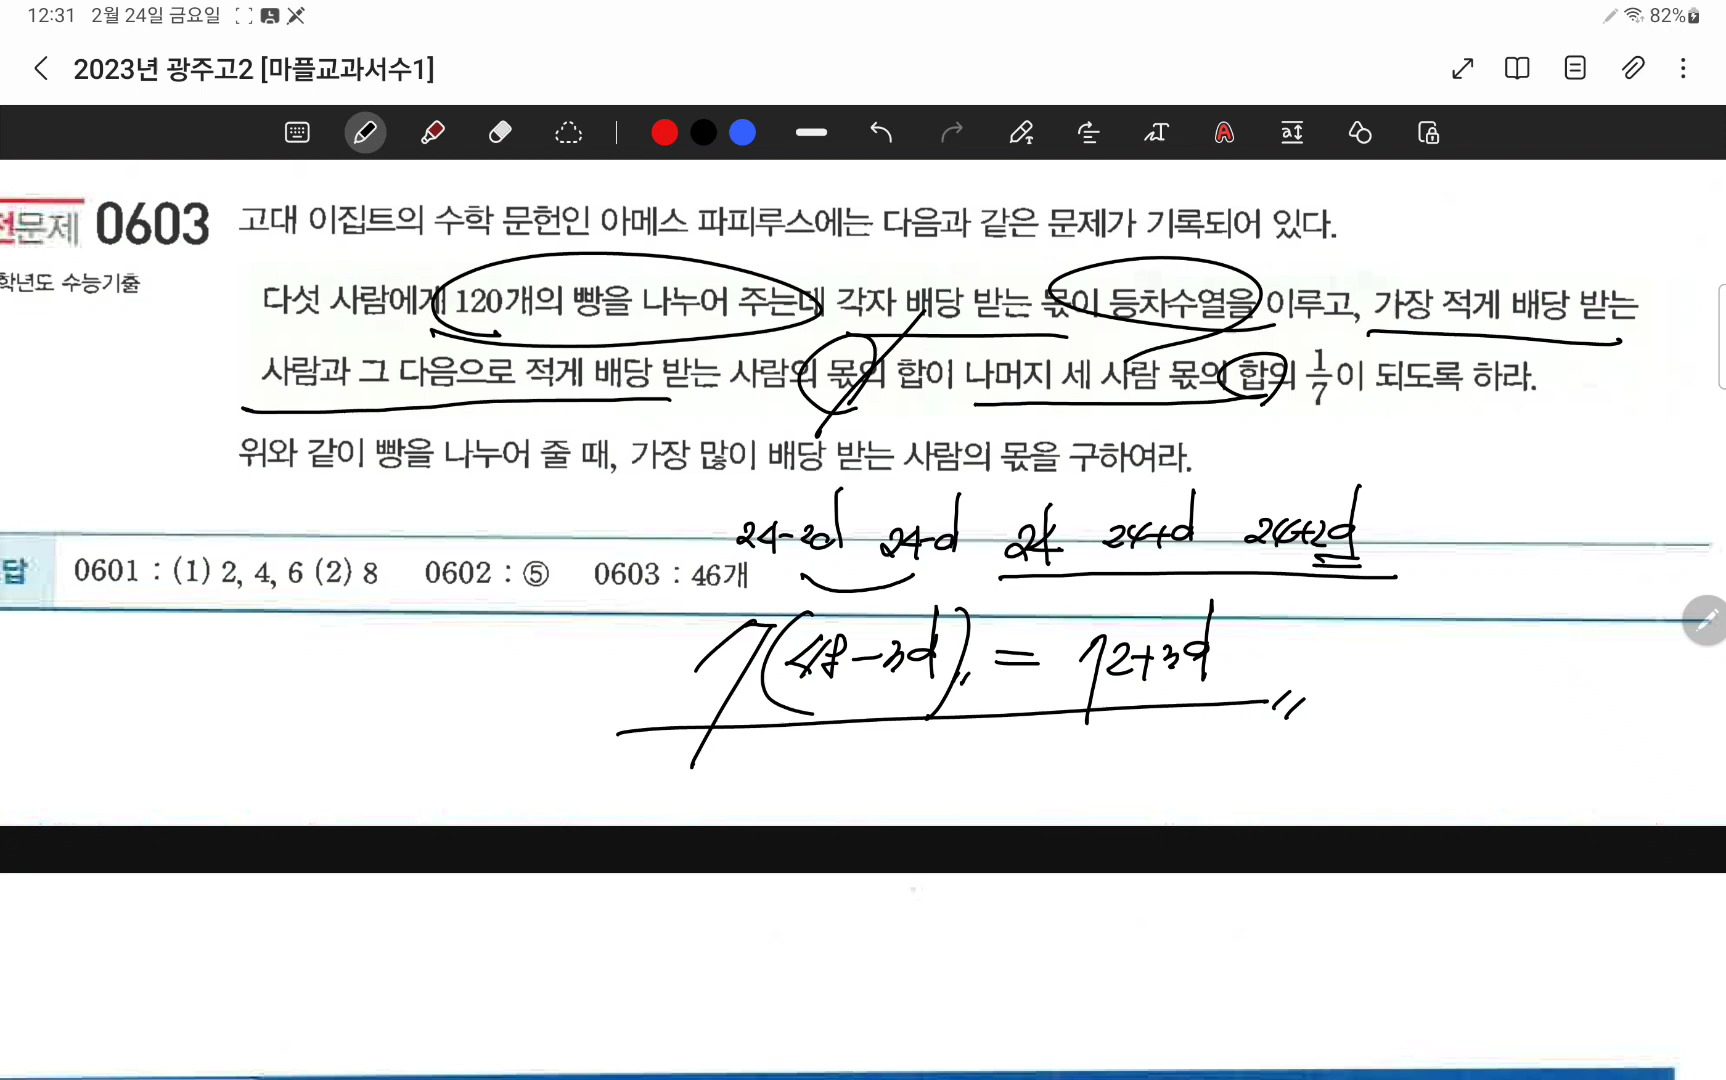 12:31 2월 24일 금요일
82%
2023년 광주고2 [마플교과서수1]
전문제 0603 고대 이집트의 수학 문헌인 아메스 파피루스에는 다음과 같은 문제가 기록되어 있다.
학년도 수능기출
다섯 사람에게 120개의 빵을 나누어 주는데 각자 배당 받는 몫이 등차수열을 이루고, 가장 적게 배당 받는
사람과 그 다음으로 적게 배당 받는 사람의 몫의 합이 나머지 세 사람 몫의 합의 1/7이 되도록 하라.
위와 같이 빵을 나누어 줄 때, 가장 많이 배당 받는 사람의 몫을 구하여라.
24-2d 24-d 24 24+d 24+2d
답 0601 : (1) 2, 4, 6 (2) 8 0602 : ⑤ 0603 : 46개
7(48-3d) = 72+3d